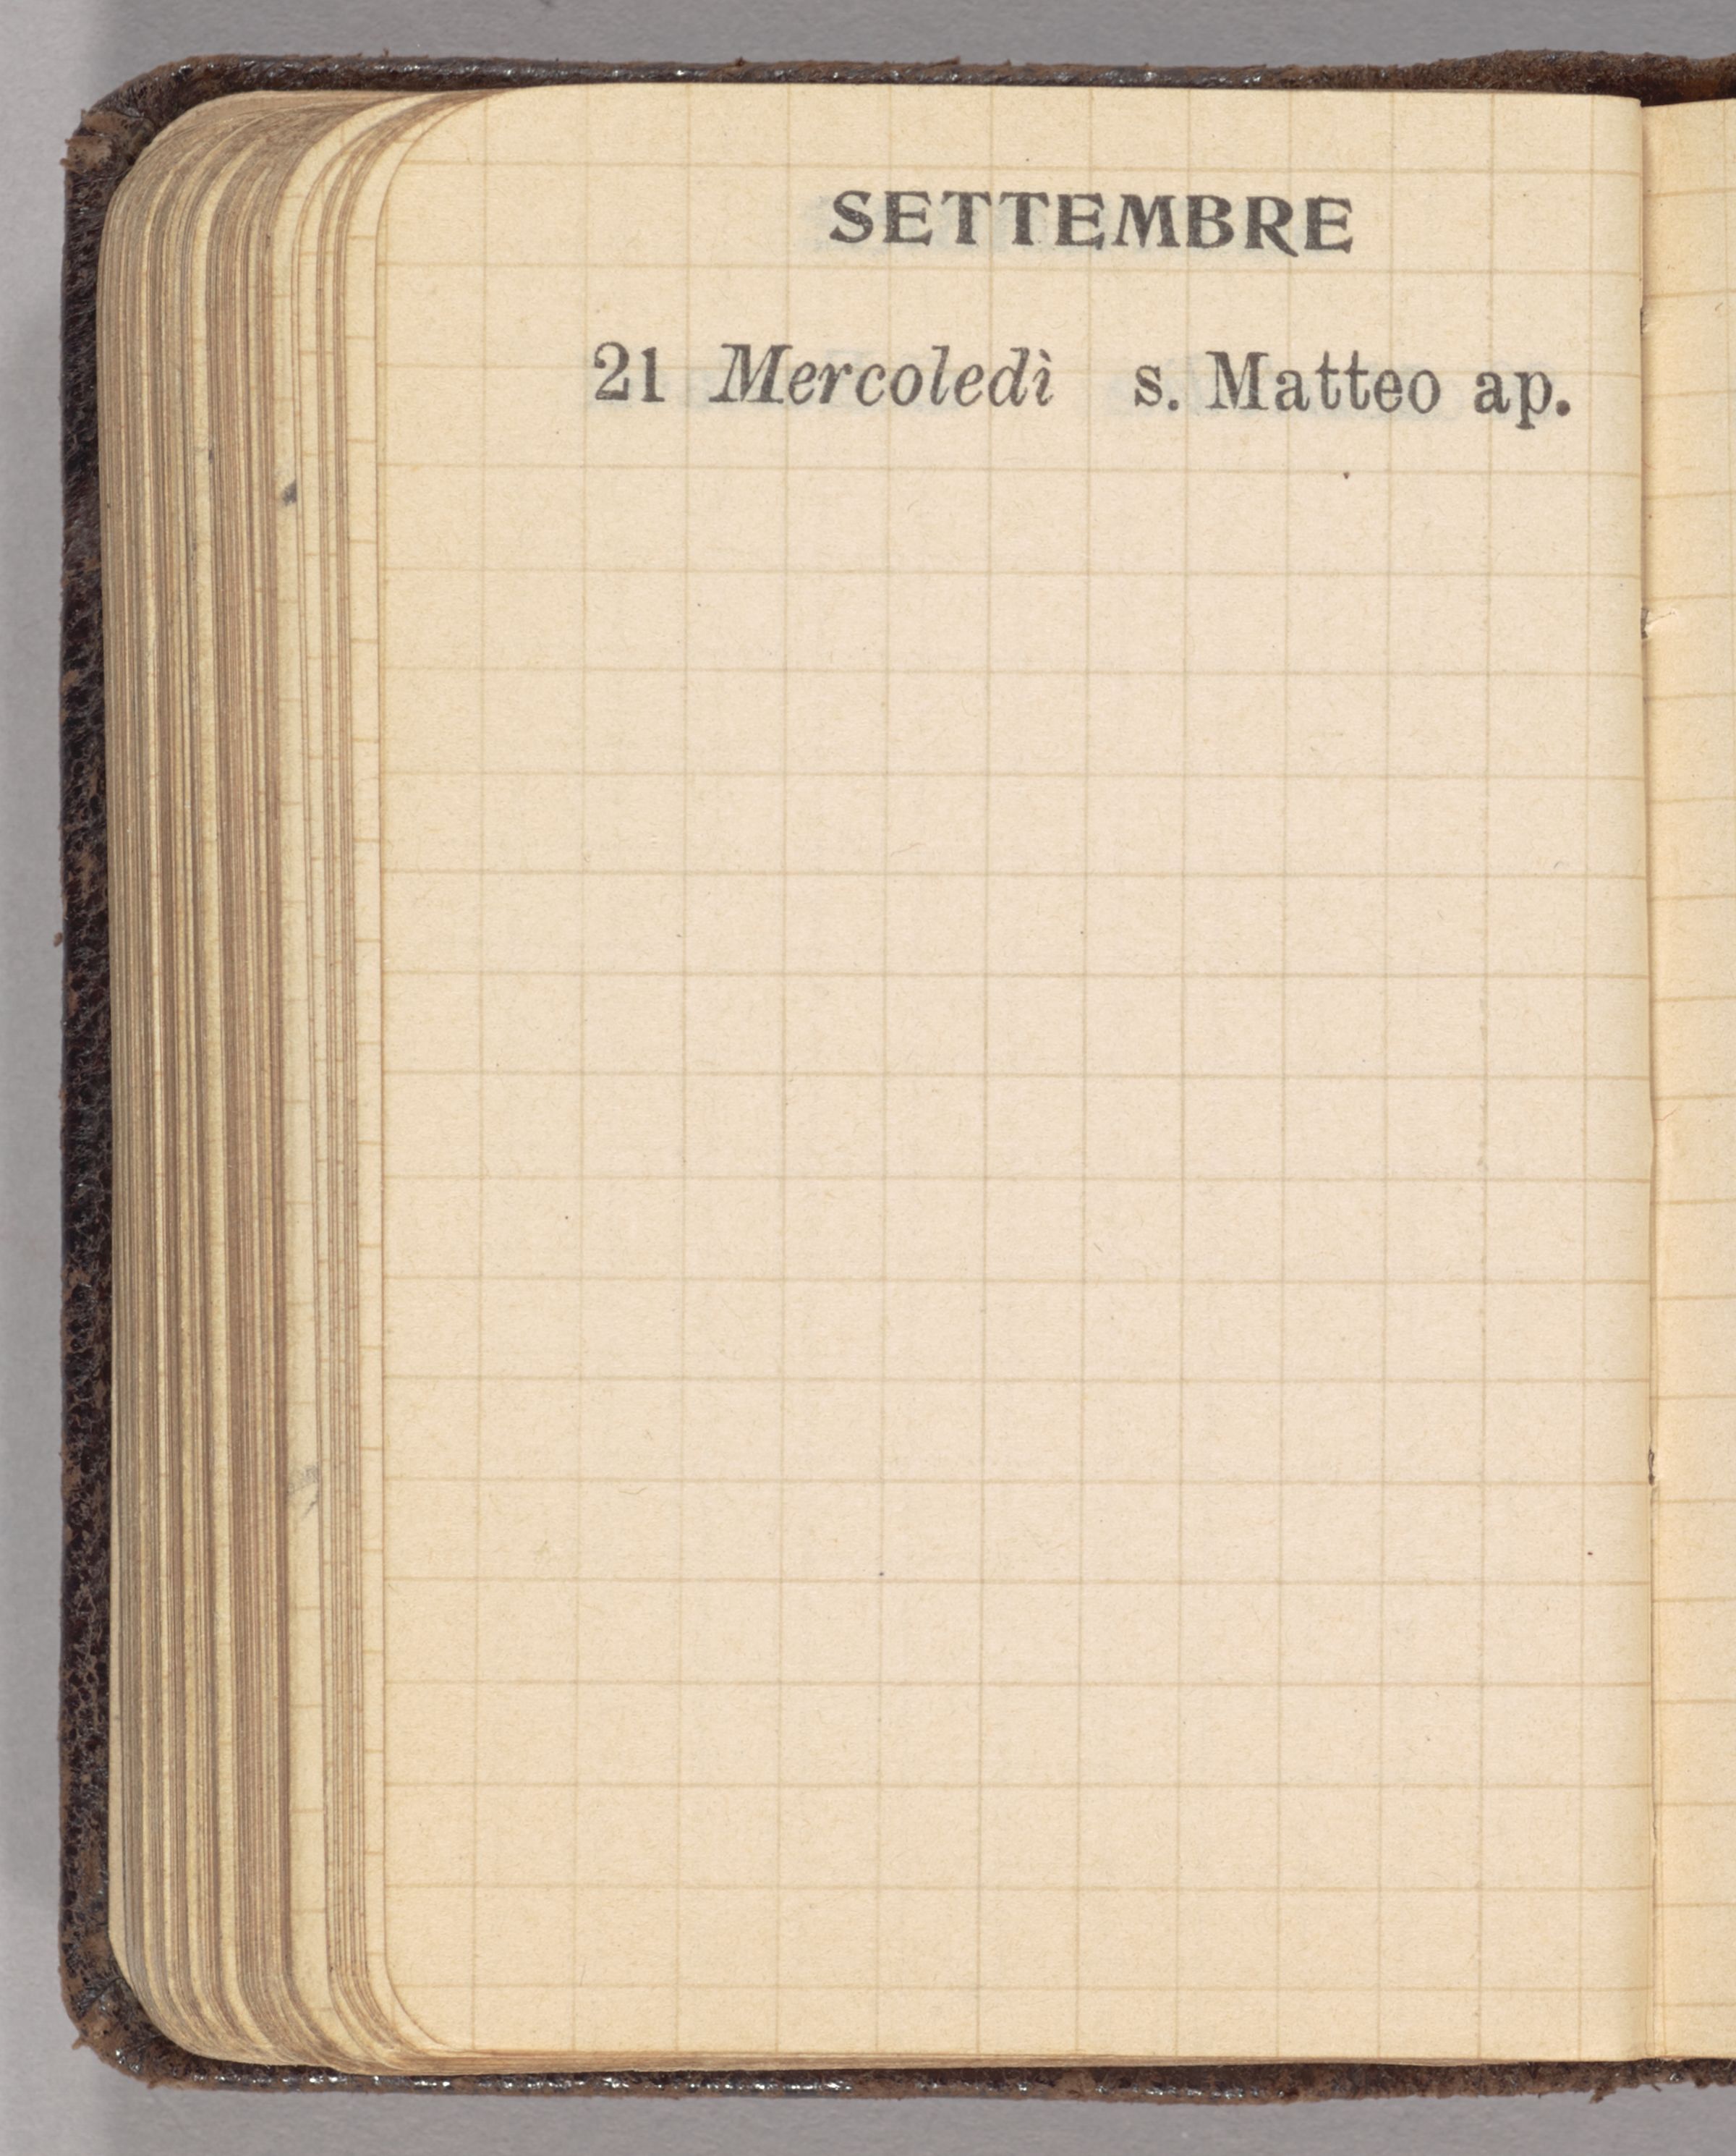 SETTEMBRE
21 Mercoledì s. Matteo ap.